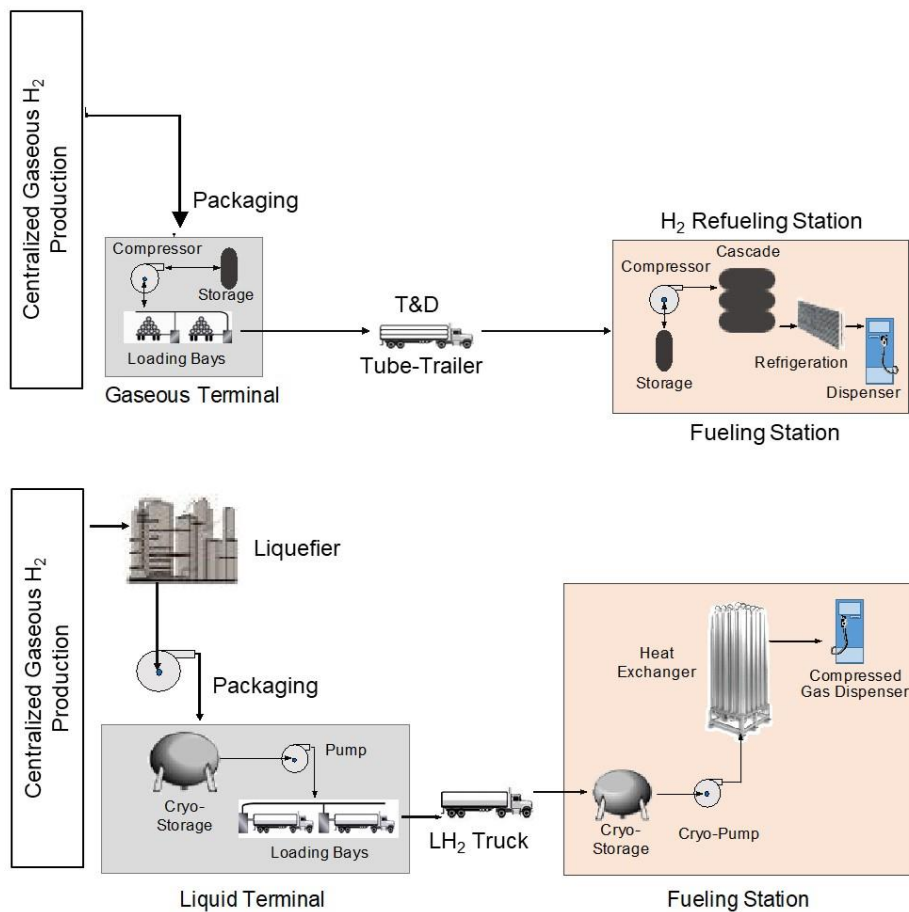 Centralized Gaseous H₂
Production
Packaging
Compressor
Storage
Loading Bays
Gaseous Terminal
T&D
Tube-Trailer
H₂ Refueling Station
Cascade
Compressor
Storage
Refrigeration
Dispenser
Fueling Station
Centralized Gaseous H₂
Production
Liquefier
Packaging
Pump
Cryo-
Storage
Loading Bays
Liquid Terminal
LH₂ Truck
Heat
Exchanger
Compressed
Gas Dispenser
Cryo-
Storage
Cryo-Pump
Fueling Station